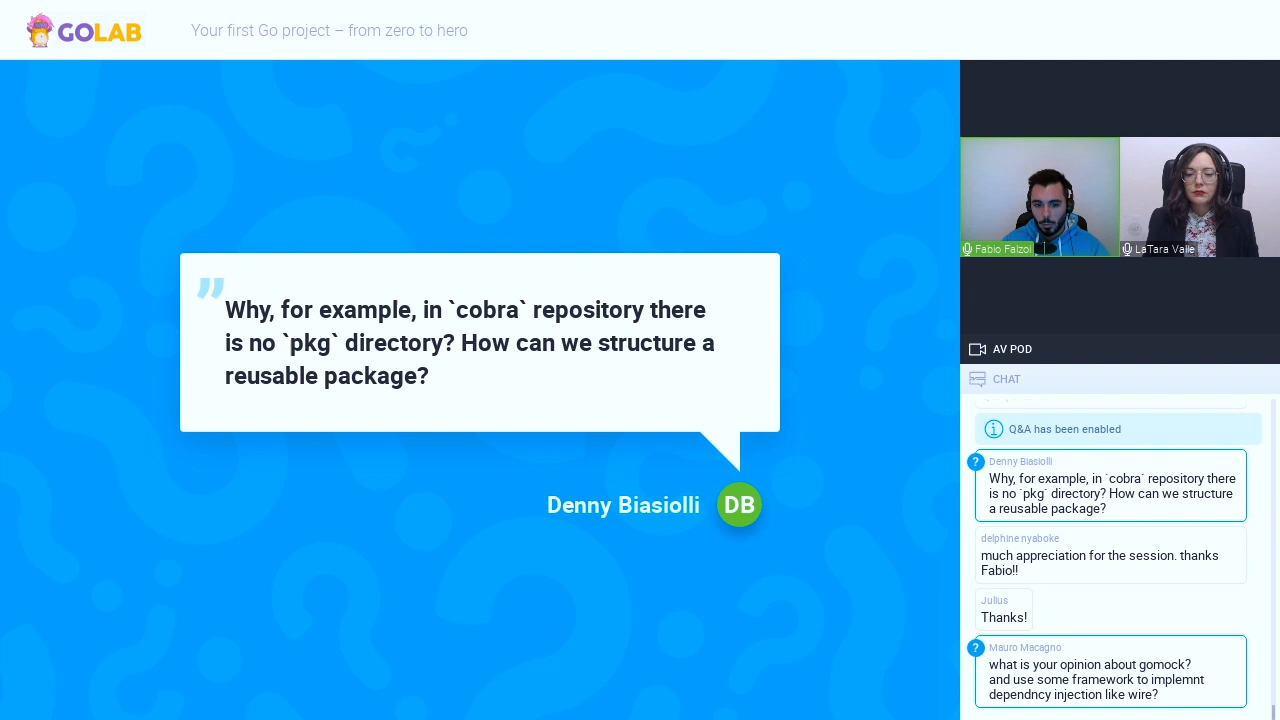 GOLAB
Your first Go project – from zero to hero
”
Why, for example, in `cobra` repository there
is no `pkg` directory? How can we structure a
reusable package?
Denny Biasiolli
DB
Fabio Falzoi
LaTara Valle
AV POD
CHAT
Q&A has been enabled
?
Denny Biasiolli
Why, for example, in `cobra` repository there
is no `pkg` directory? How can we structure
a reusable package?
delphine nyaboke
much appreciation for the session. thanks
Fabio!!
Julius
Thanks!
?
Mauro Macagno
what is your opinion about gomock?
and use some framework to implemnt
dependncy injection like wire?